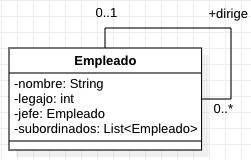 0..1
+dirige
Empleado
-nombre: String
-legajo: int
-jefe: Empleado
-subordinados: List<Empleado>
0..*